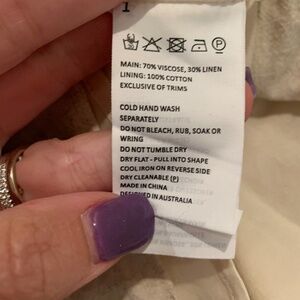 1
MAIN: 70% VISCOSE, 30% LINEN
LINING: 100% COTTON
EXCLUSIVE OF TRIMS
COLD HAND WASH
SEPARATELY
DO NOT BLEACH, RUB, SOAK OR
WRING
DO NOT TUMBLE DRY
DRY FLAT - PULL INTO SHAPE
COOL IRON ON REVERSE SIDE
DRY CLEANABLE (P)
MADE IN CHINA
DESIGNED IN AUSTRALIA